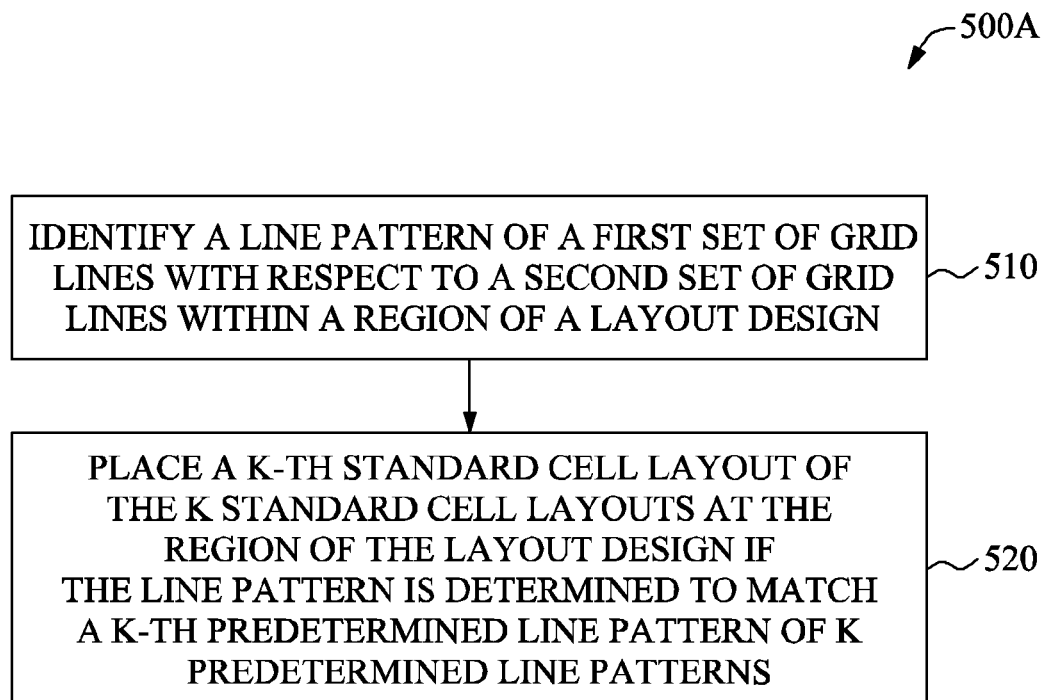 500A
IDENTIFY A LINE PATTERN OF A FIRST SET OF GRID
LINES WITH RESPECT TO A SECOND SET OF GRID
LINES WITHIN A REGION OF A LAYOUT DESIGN
510
PLACE A K-TH STANDARD CELL LAYOUT OF
THE K STANDARD CELL LAYOUTS AT THE
REGION OF THE LAYOUT DESIGN IF
THE LINE PATTERN IS DETERMINED TO MATCH
A K-TH PREDETERMINED LINE PATTERN OF K
PREDETERMINED LINE PATTERNS
520